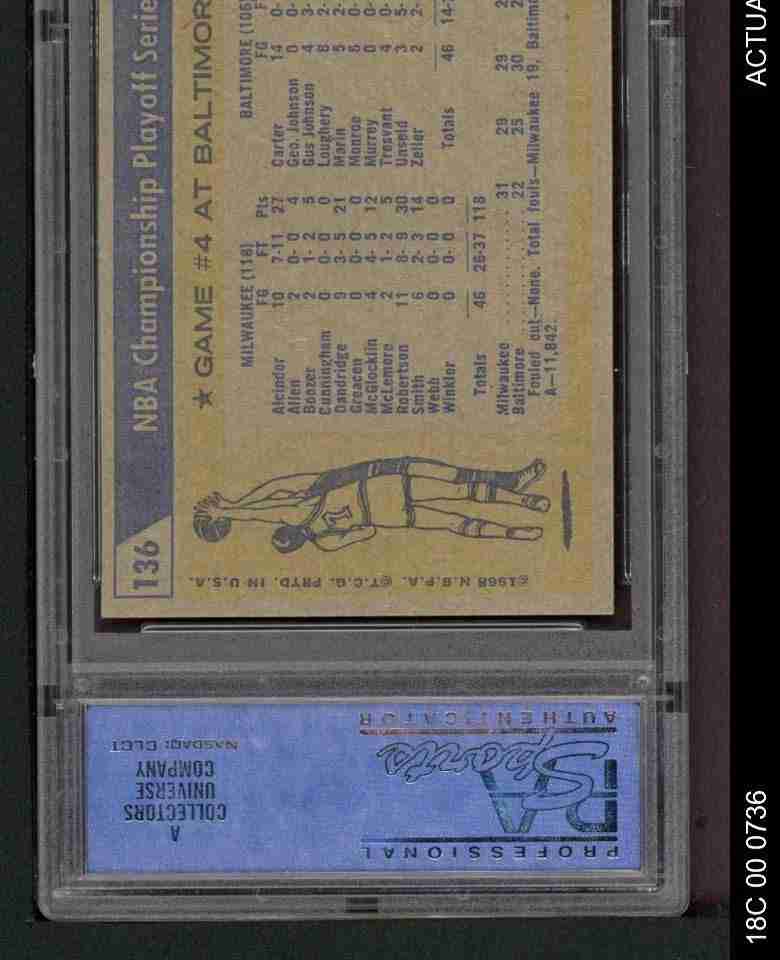 136
NBA Championship Playoff Serie
★ GAME #4 AT BALTIMOR
MILWAUKEE (118)
FG FT Pts
Alcindor 10 7-11 27
Allen 2 0- 0 4
Boozer 2 1- 2 5
Cunningham 0 0- 0 0
Dandridge 9 3- 5 21
Greacen 0 0- 0 0
McGlocklin 4 4- 5 12
McLemore 2 1- 2 5
Robertson 11 8- 9 30
Smith 6 2- 3 14
Webb 0 0- 0 0
Winkler 0 0- 0 0
Totals 46 26-37 118
BALTIMORE (106
FG F
Carter 14 0-
Geo. Johnson 0 0-
Gus Johnson 4 3-
Loughery 8 2-
Marin 5 2-
Monroe 6 0-
Murrey 0 0-
Tresvant 4 0-
Unseld 3 5-
Zeller 2 2-
Totals 46 14-
Milwaukee .......... 31 29 29 2
Baltimore .......... 22 25 30 2
Fouled out—None. Total fouls—Milwaukee 19, Baltimo
A—11,842.
©1968 N.B.P.A. ©T.C.G. PRTD. IN U.S.A.
PROFESSIONAL
PSA
Sports
AUTHENTICATOR
A
COLLECTORS
UNIVERSE
COMPANY
NASDAQ: CLCT
18C 00 0736
ACTUA